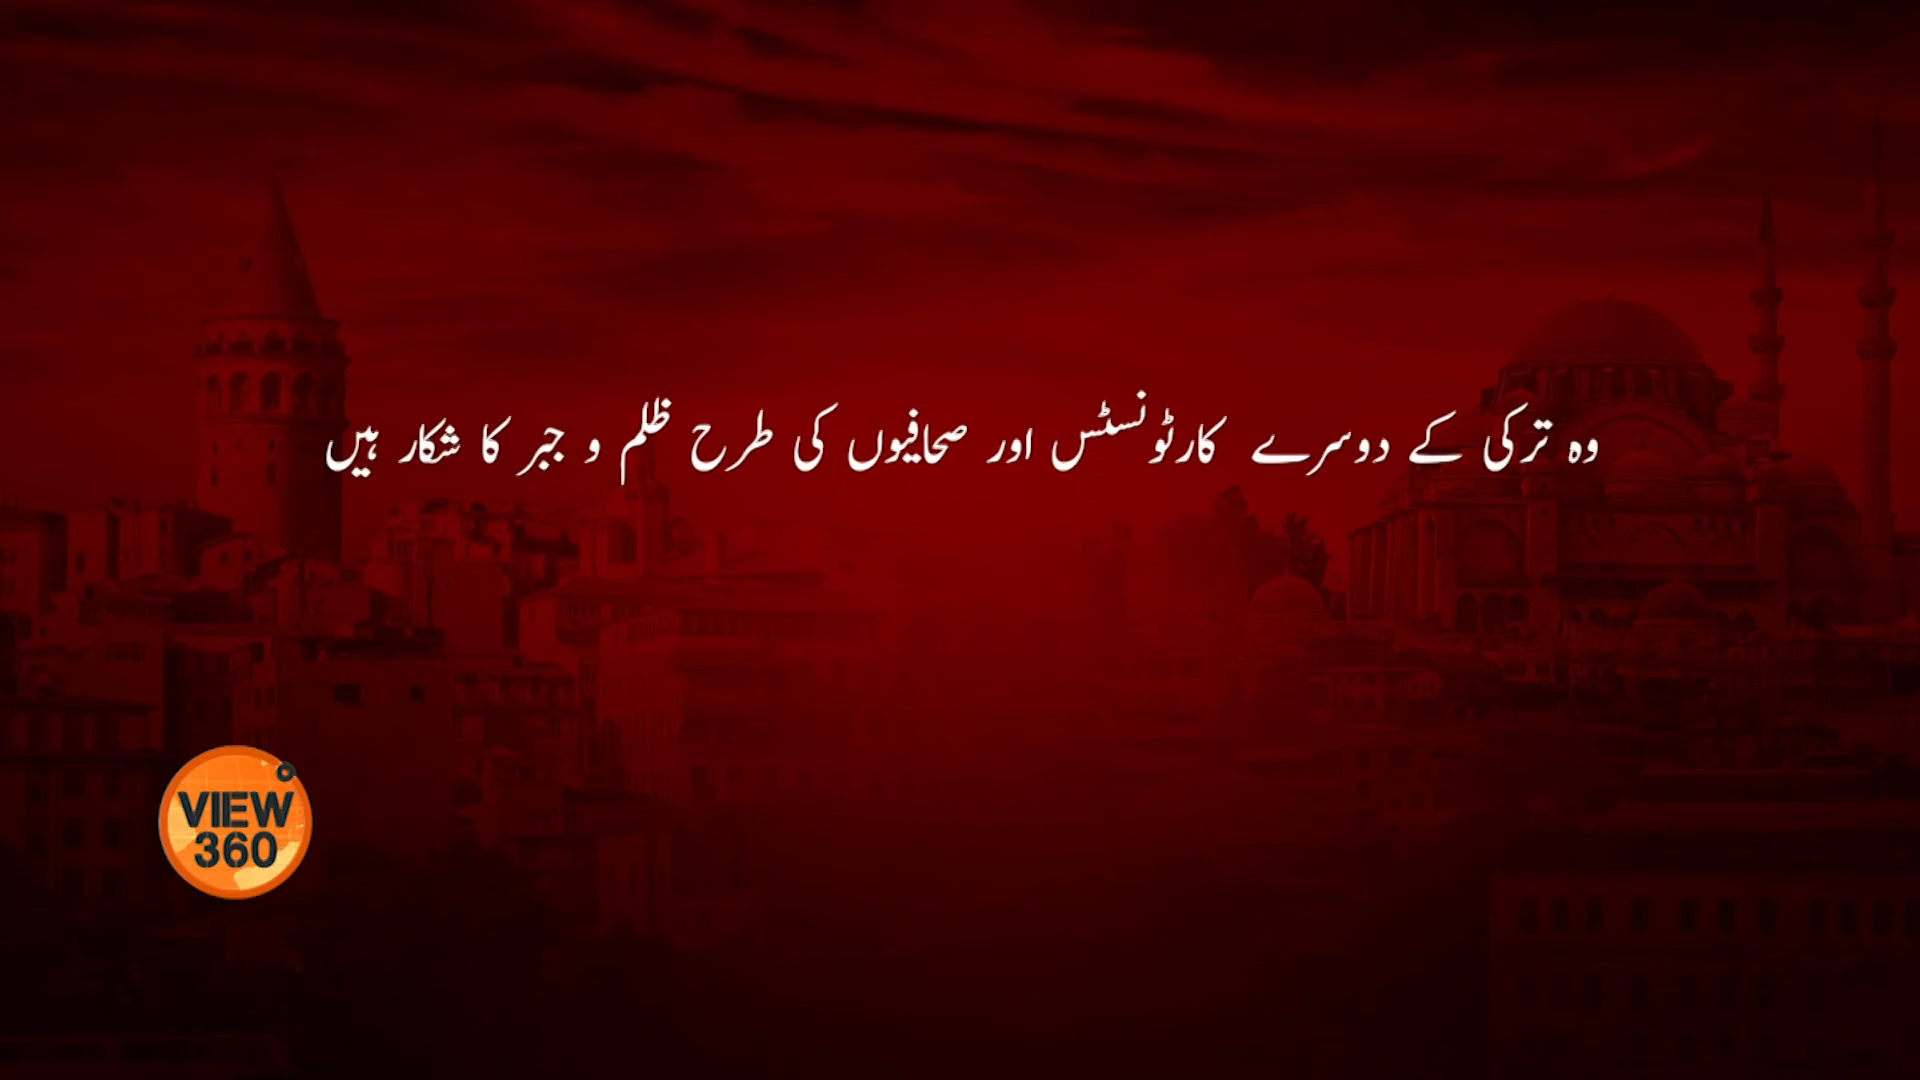 وہ ترکی کے دوسرے کارٹونسٹس اور صحافیوں کی طرح ظلم و جبر کا شکار ہیں
VIEW
360